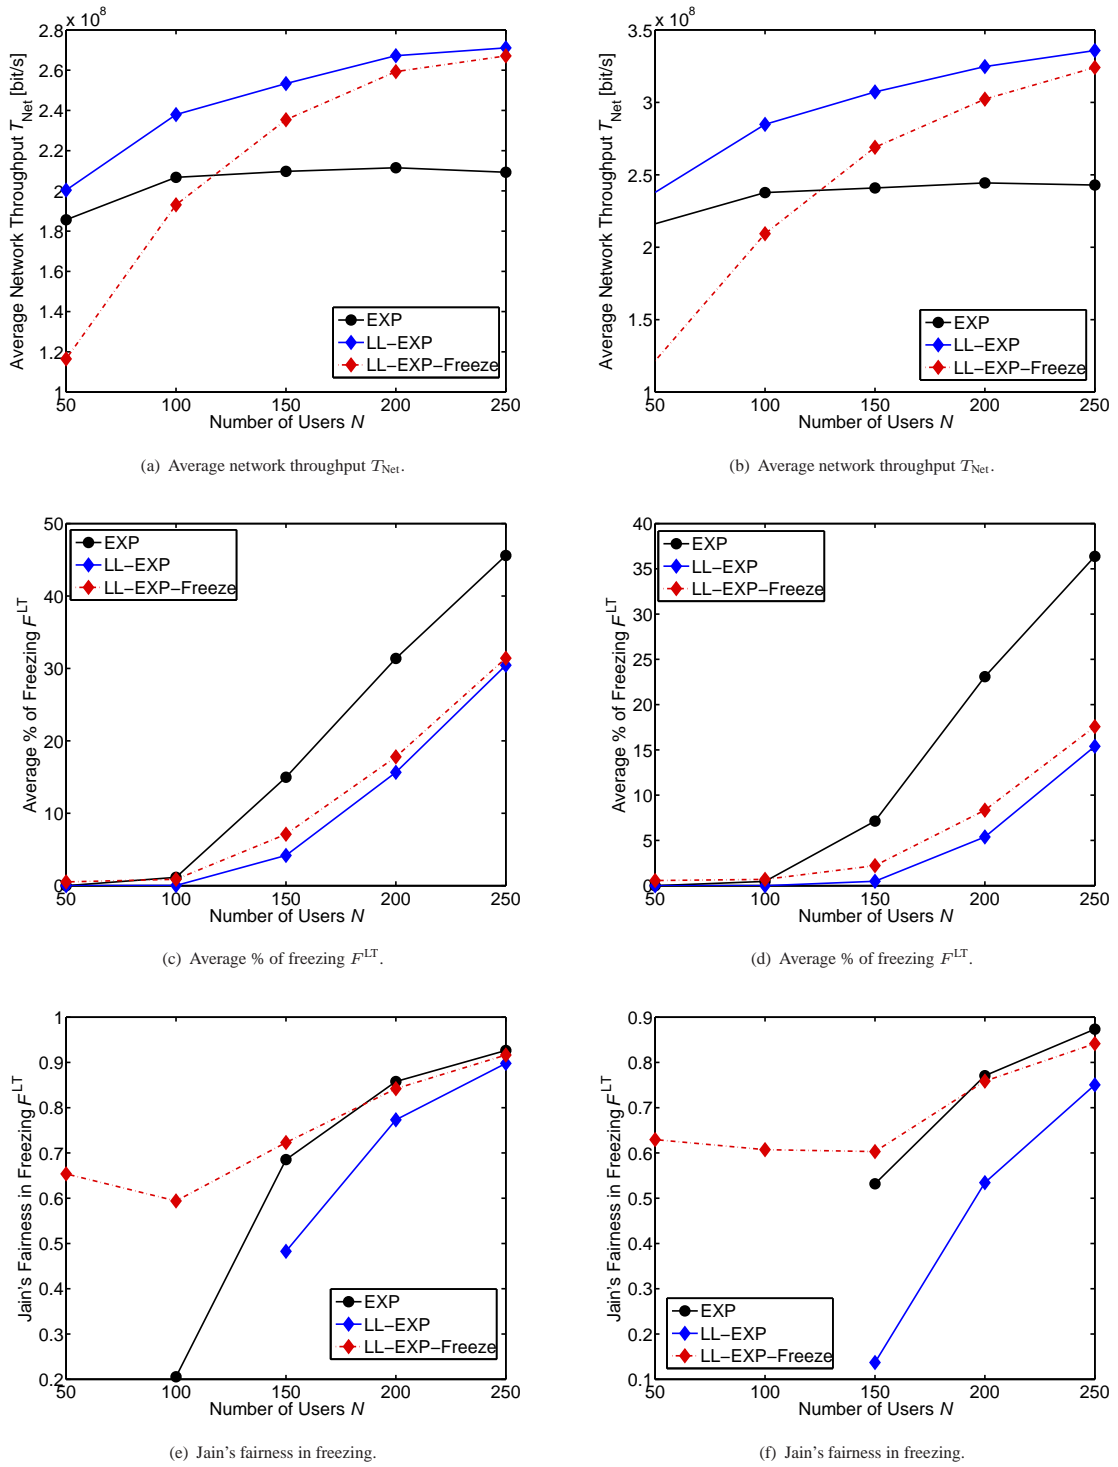 x 10^8
2.8
2.6
2.4
2.2
2
1.8
1.6
1.4
1.2
1
50 100 150 200 250
Average Network Throughput T_Net [bit/s]
Number of Users N
EXP
LL−EXP
LL−EXP−Freeze
(a) Average network throughput T_Net.
x 10^8
3.5
3
2.5
2
1.5
1
50 100 150 200 250
Average Network Throughput T_Net [bit/s]
Number of Users N
EXP
LL−EXP
LL−EXP−Freeze
(b) Average network throughput T_Net.
50
40
30
20
10
0
50 100 150 200 250
Average % of Freezing F^LT
Number of Users N
EXP
LL−EXP
LL−EXP−Freeze
(c) Average % of freezing F^LT.
40
35
30
25
20
15
10
5
0
50 100 150 200 250
Average % of Freezing F^LT
Number of Users N
EXP
LL−EXP
LL−EXP−Freeze
(d) Average % of freezing F^LT.
1
0.9
0.8
0.7
0.6
0.5
0.4
0.3
0.2
50 100 150 200 250
Jain's Fairness in Freezing F^LT
Number of Users N
EXP
LL−EXP
LL−EXP−Freeze
(e) Jain's fairness in freezing.
0.9
0.8
0.7
0.6
0.5
0.4
0.3
0.2
0.1
50 100 150 200 250
Jain's Fairness in Freezing F^LT
Number of Users N
EXP
LL−EXP
LL−EXP−Freeze
(f) Jain's fairness in freezing.